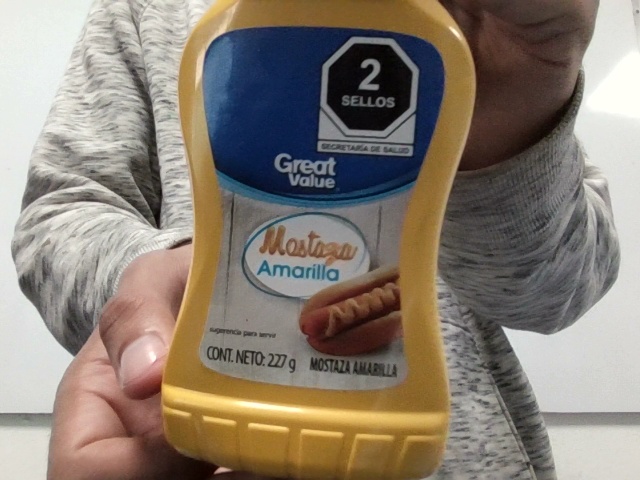 2
SELLOS
SECRETARÍA DE SALUD
Great
Value
Mostaza
Amarilla
sugerencia para servir
CONT. NETO: 227 g
MOSTAZA AMARILLA